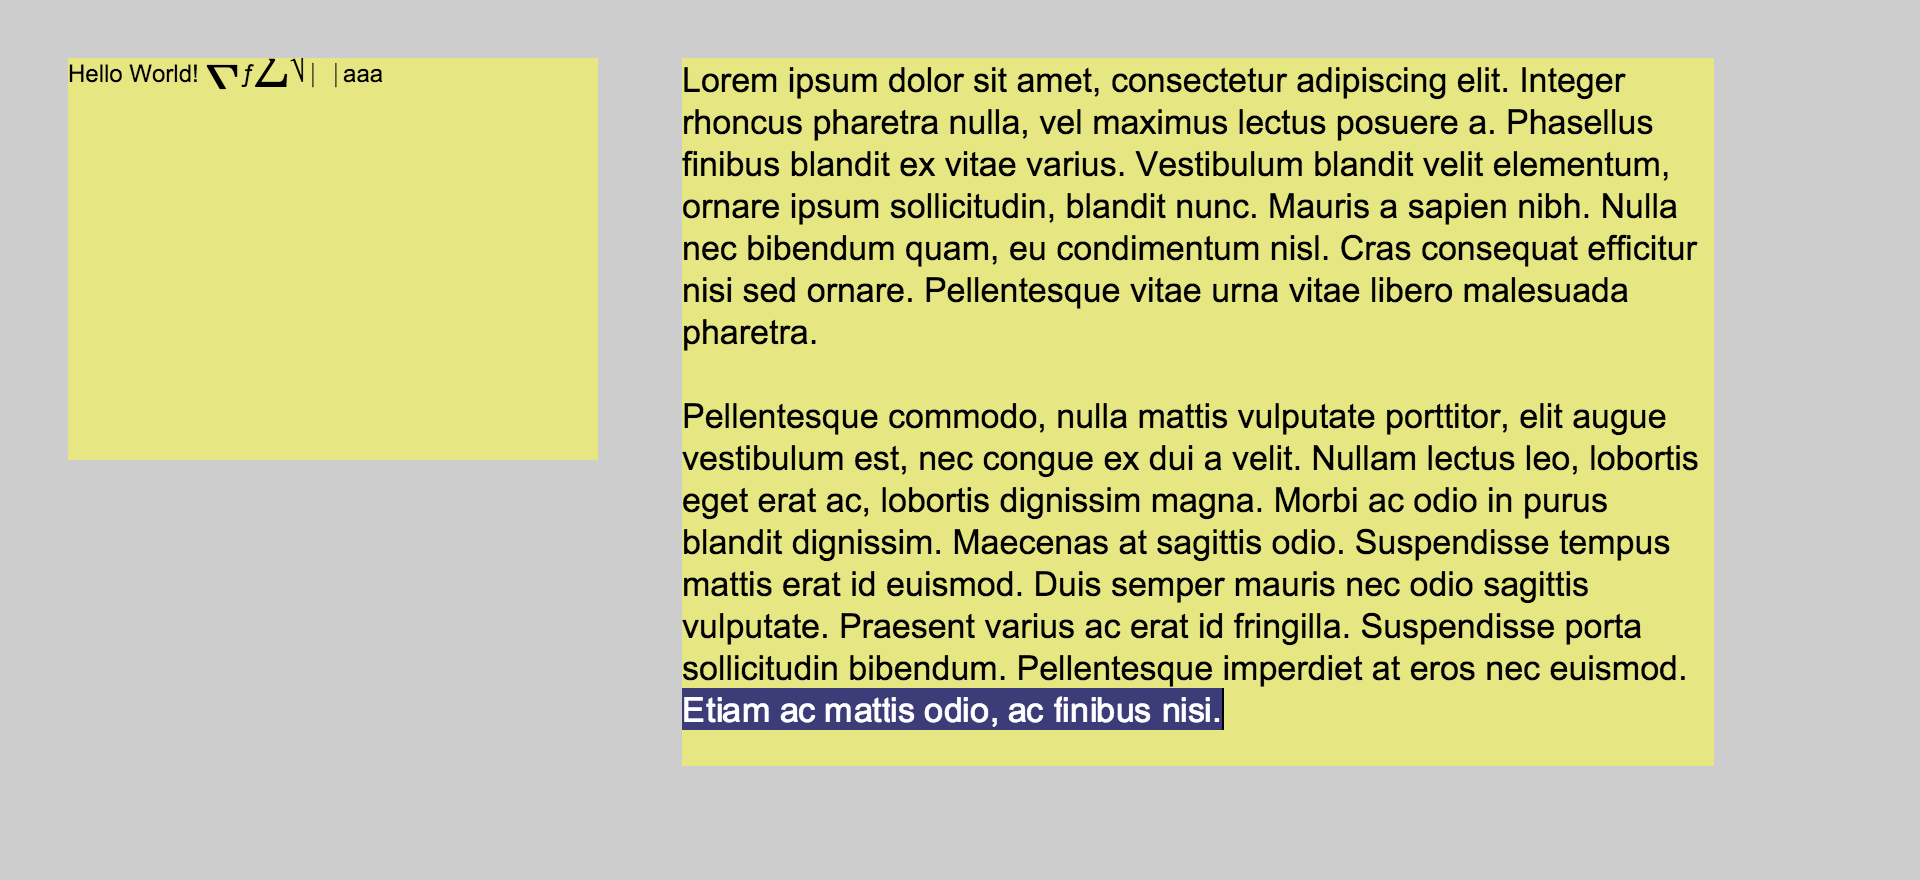 Hello World! ƒ aaa
Lorem ipsum dolor sit amet, consectetur adipiscing elit. Integer
rhoncus pharetra nulla, vel maximus lectus posuere a. Phasellus
finibus blandit ex vitae varius. Vestibulum blandit velit elementum,
ornare ipsum sollicitudin, blandit nunc. Mauris a sapien nibh. Nulla
nec bibendum quam, eu condimentum nisl. Cras consequat efficitur
nisi sed ornare. Pellentesque vitae urna vitae libero malesuada
pharetra.
Pellentesque commodo, nulla mattis vulputate porttitor, elit augue
vestibulum est, nec congue ex dui a velit. Nullam lectus leo, lobortis
eget erat ac, lobortis dignissim magna. Morbi ac odio in purus
blandit dignissim. Maecenas at sagittis odio. Suspendisse tempus
mattis erat id euismod. Duis semper mauris nec odio sagittis
vulputate. Praesent varius ac erat id fringilla. Suspendisse porta
sollicitudin bibendum. Pellentesque imperdiet at eros nec euismod.
Etiam ac mattis odio, ac finibus nisi.